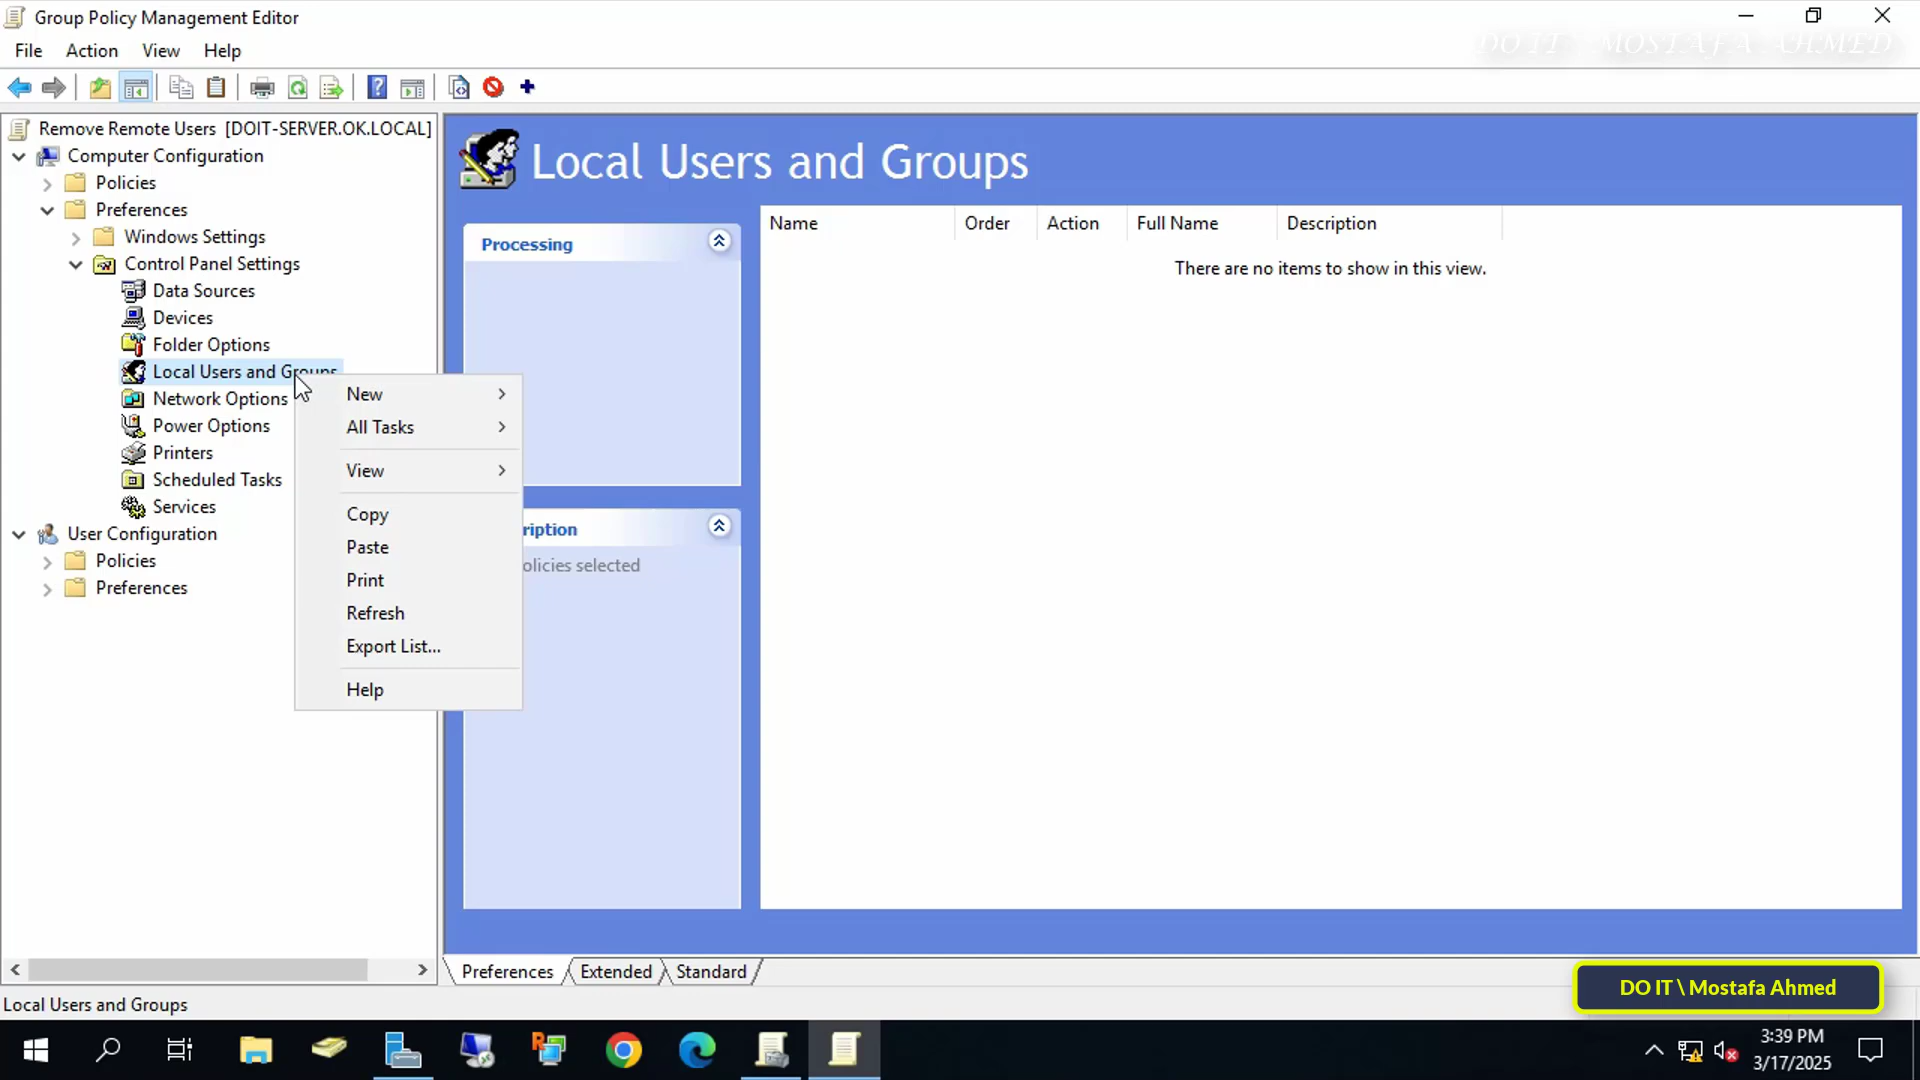 Group Policy Management Editor
DO IT \ MOSTAFA AHMED
File Action View Help
Remove Remote Users [DOIT-SERVER.OK.LOCAL]
Computer Configuration
Policies
Preferences
Windows Settings
Control Panel Settings
Data Sources
Devices
Folder Options
Local Users and Groups
Network Options
Power Options
Printers
Scheduled Tasks
Services
User Configuration
Policies
Preferences
New
All Tasks
View
Copy
Paste
Print
Refresh
Export List...
Help
Local Users and Groups
Processing
ription
olicies selected
Name Order Action Full Name Description
There are no items to show in this view.
Preferences Extended Standard
DO IT \ Mostafa Ahmed
Local Users and Groups
3:39 PM
3/17/2025